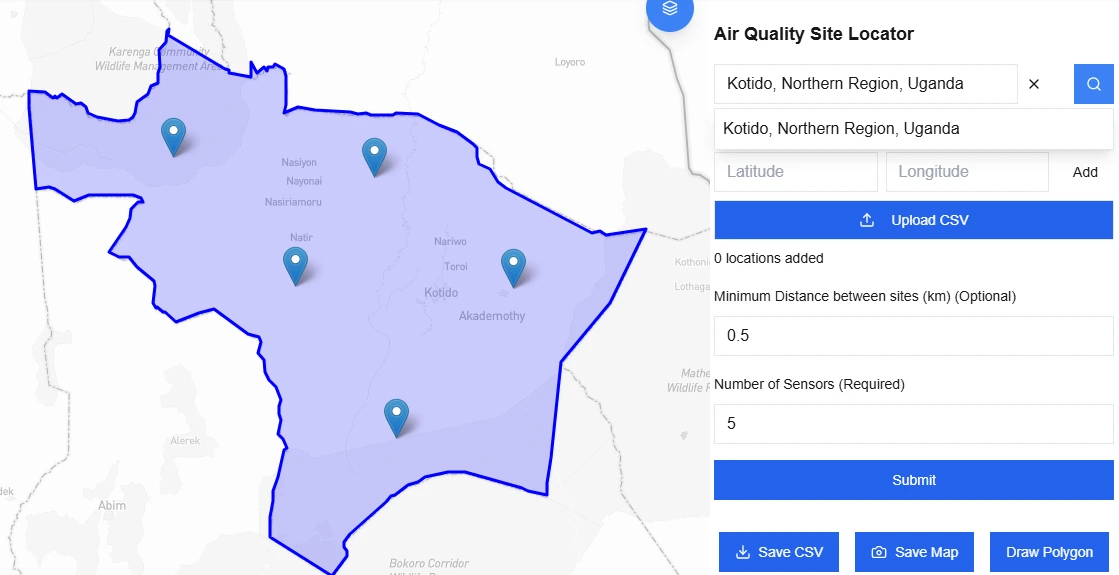 Karenga Community
Wildlife Management Area
Loyoro
Nasiyon
Nayonai
Nasiriamoru
Natir
Nariwo
Toroi
Kotido
Akadernothy
Kothoni
Lothaga
Mathe
Wildlife R
Alerek
dek
Abim
Bokoro Corridor
Air Quality Site Locator
Kotido, Northern Region, Uganda
Kotido, Northern Region, Uganda
Latitude Longitude Add
Upload CSV
0 locations added
Minimum Distance between sites (km) (Optional)
0.5
Number of Sensors (Required)
5
Submit
Save CSV Save Map Draw Polygon